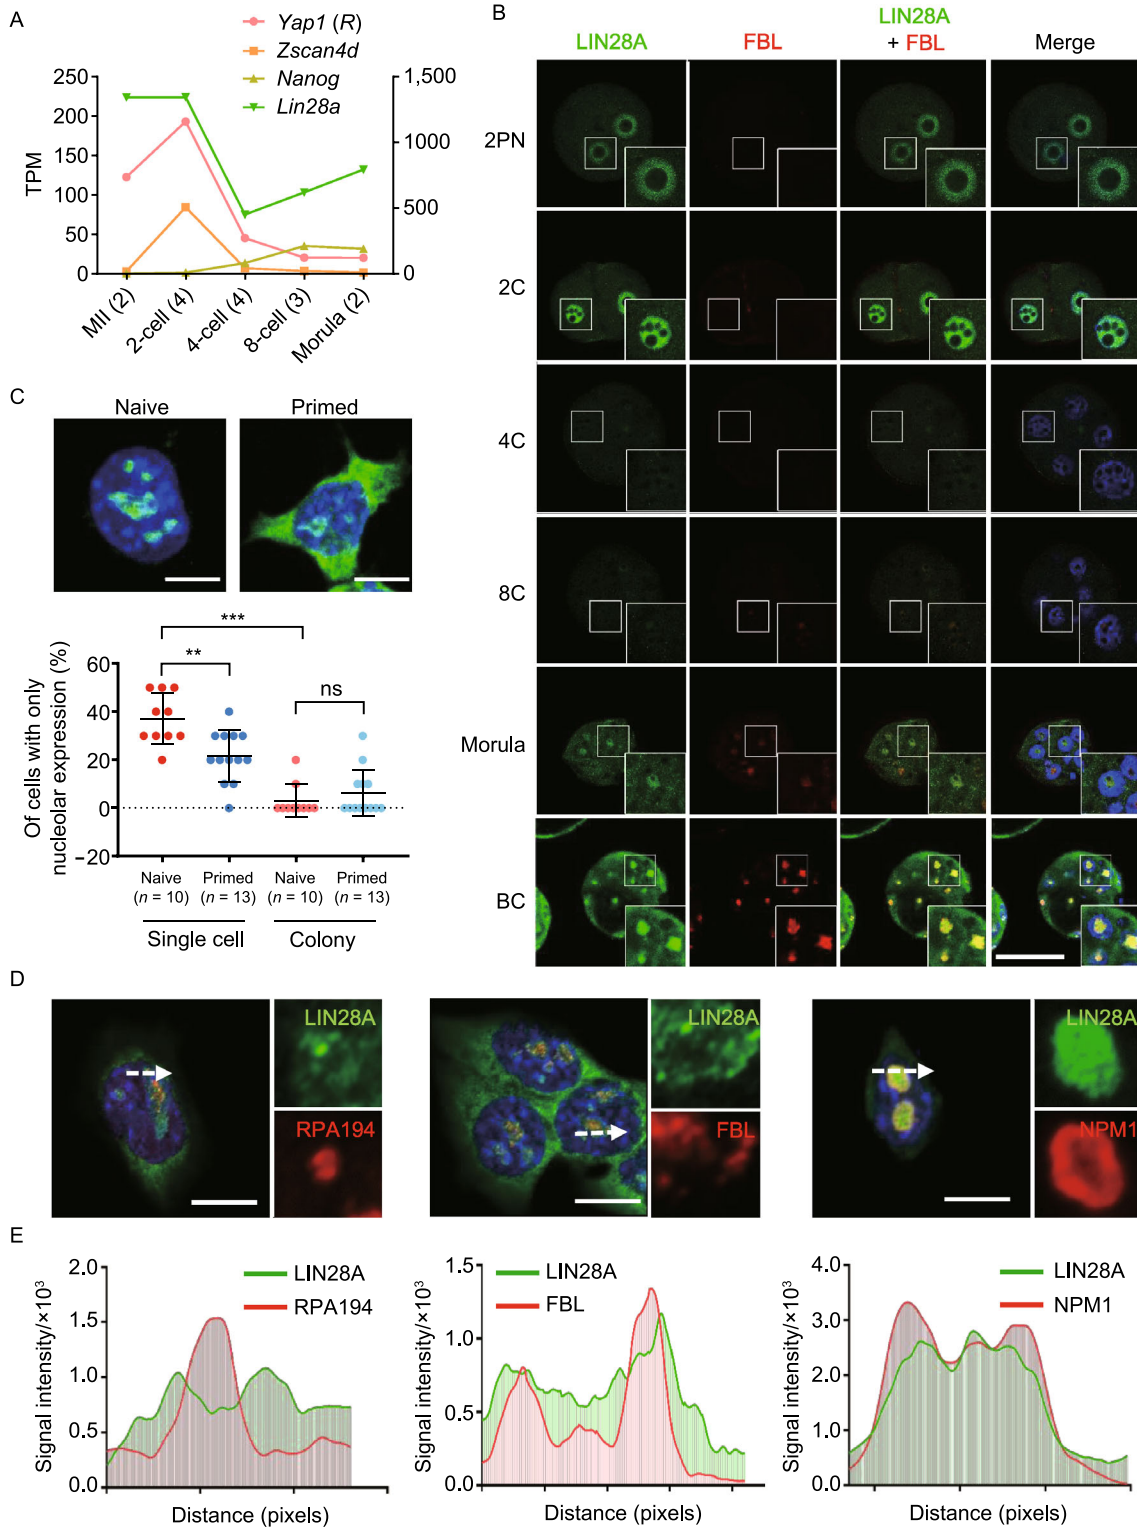 A
Yap1 (R)
Zscan4d
Nanog
Lin28a
TPM
250
200
150
100
50
0
1,500
1000
500
0
MII (2)
2-cell (4)
4-cell (4)
8-cell (3)
Morula (2)
B
LIN28A
FBL
LIN28A
+ FBL
Merge
2PN
2C
4C
8C
Morula
BC
C
Naive
Primed
***
**
ns
Of cells with only
nucleolar expression (%)
60
40
20
0
−20
Naive
(n = 10)
Primed
(n = 13)
Naive
(n = 10)
Primed
(n = 13)
Single cell
Colony
D
LIN28A
RPA194
LIN28A
FBL
LIN28A
NPM1
E
Signal intensity/×10³
2.0
1.5
1.0
0.5
0.0
LIN28A
RPA194
Distance (pixels)
Signal intensity/×10³
1.5
1.0
0.5
0.0
LIN28A
FBL
Distance (pixels)
Signal intensity/×10³
4.0
3.0
2.0
1.0
0.0
LIN28A
NPM1
Distance (pixels)